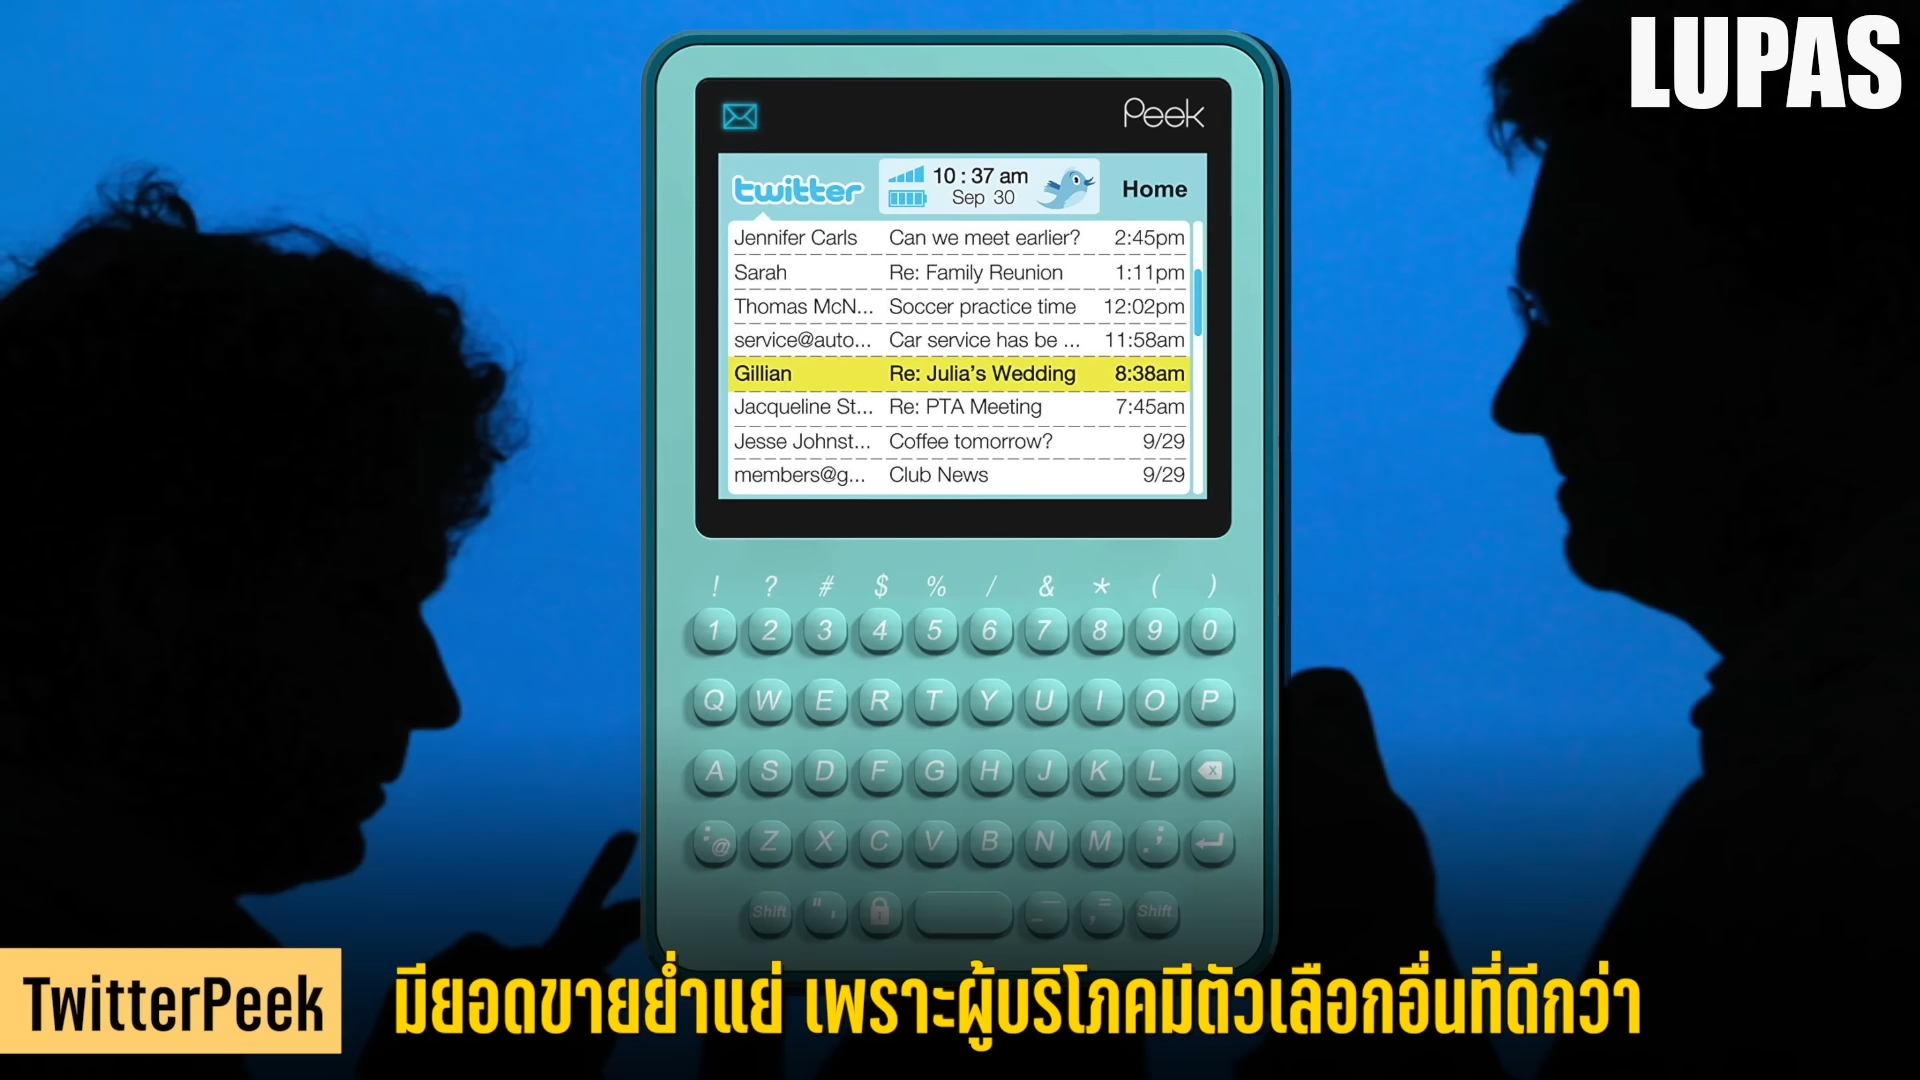 LUPAS
Peek
twitter 10 : 37 am Sep 30 Home
Jennifer Carls Can we meet earlier? 2:45pm
Sarah Re: Family Reunion 1:11pm
Thomas McN... Soccer practice time 12:02pm
service@auto... Car service has be ... 11:58am
Gillian Re: Julia's Wedding 8:38am
Jacqueline St... Re: PTA Meeting 7:45am
Jesse Johnst... Coffee tomorrow? 9/29
members@g... Club News 9/29
! ? # $ % / & * ( )
1 2 3 4 5 6 7 8 9 0
Q W E R T Y U I O P
A S D F G H J K L x
: @ Z X C V B N M . ;
Shift " , _ — , = Shift
TwitterPeek มียอดขายย่ำแย่ เพราะผู้บริโภคมีตัวเลือกอื่นที่ดีกว่า